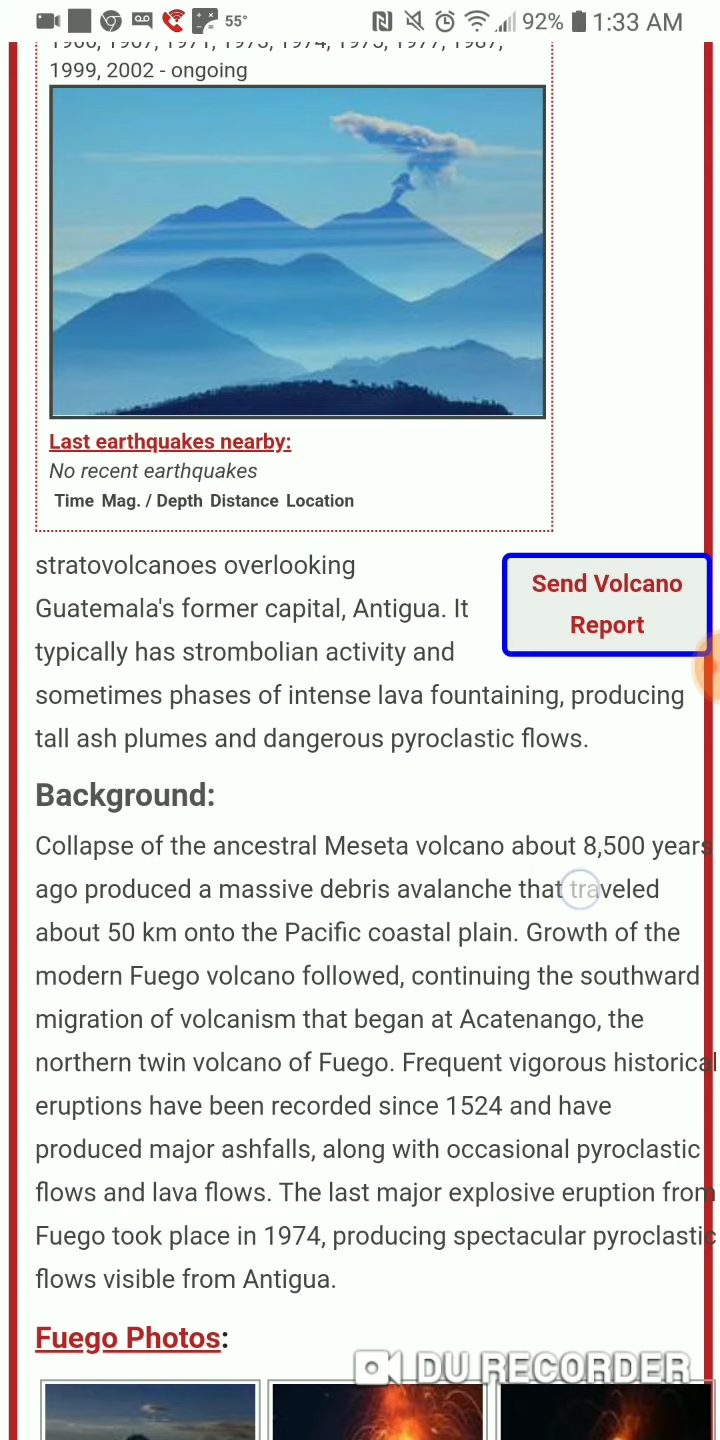 55°
92% 1:33 AM
1999, 2002 - ongoing
Last earthquakes nearby:
No recent earthquakes
Time Mag. / Depth Distance Location
stratovolcanoes overlooking
Guatemala's former capital, Antigua. It
typically has strombolian activity and
sometimes phases of intense lava fountaining, producing
tall ash plumes and dangerous pyroclastic flows.
Send Volcano
Report
Background:
Collapse of the ancestral Meseta volcano about 8,500 years
ago produced a massive debris avalanche that traveled
about 50 km onto the Pacific coastal plain. Growth of the
modern Fuego volcano followed, continuing the southward
migration of volcanism that began at Acatenango, the
northern twin volcano of Fuego. Frequent vigorous historical
eruptions have been recorded since 1524 and have
produced major ashfalls, along with occasional pyroclastic
flows and lava flows. The last major explosive eruption from
Fuego took place in 1974, producing spectacular pyroclastic
flows visible from Antigua.
Fuego Photos:
DU RECORDER